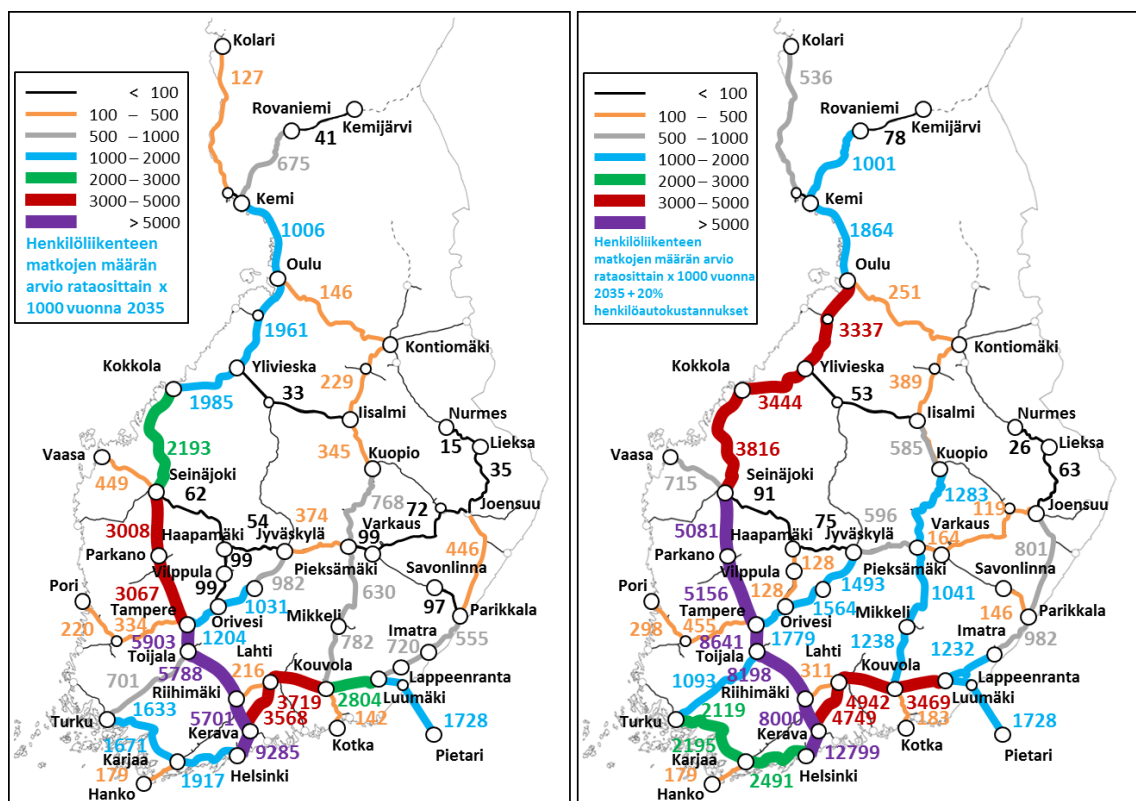 Kolari
127
< 100
100 – 500
500 - 1000
1000 – 2000
2000 – 3000
3000 – 5000
> 5000
Henkilöliikenteen
matkojen määrän
arvio rataosittain x
1000 vuonna 2035
Rovaniemi
Kemijärvi
41
675
Kemi
1006
Oulu
146
1961
Kontiomäki
Kokkola
Ylivieska
1985
33
229
Iisalmi
Nurmes
15
Lieksa
35
2193
345
Vaasa
449
Kuopio
Seinäjoki
62
768
72
Joensuu
54
374
Varkaus
99
Haapamäki
Jyväskylä
3008
99
446
Parkano
Vilppula
99
982
Pieksämäki
Savonlinna
630
97
Pori
3067
1031
Tampere
334
Orivesi
Mikkeli
Parikkala
220
1204
782
Imatra
555
5903
Toijala
Lahti
720
5788
216
Kouvola
Lappeenranta
701
Riihimäki
3719
2804
Luumäki
1633
Turku
5701
3568
142
1728
1671
Kerava
Kotka
Karjaa
9285
Pietari
179
1917
Helsinki
Hanko
Kolari
536
< 100
100 – 500
500 - 1000
1000 – 2000
2000 – 3000
3000 – 5000
> 5000
Henkilöliikenteen
matkojen määrän arvio
rataosittain x 1000 vuonna
2035 + 20%
henkilöautokustannukset
Rovaniemi
Kemijärvi
78
1001
Kemi
1864
Oulu
251
3337
Kontiomäki
Kokkola
Ylivieska
389
3444
53
Iisalmi
Nurmes
26
Lieksa
63
585
3816
Vaasa
715
Kuopio
Seinäjoki
91
1283
Joensuu
119
75
596
Varkaus
164
5081
Haapamäki
Jyväskylä
128
801
Parkano
Vilppula
128
1493
Pieksämäki
Savonlinna
1041
5156
Pori
1564
146
Tampere
455
Orivesi
Mikkeli
Parikkala
298
1779
1238
Imatra
982
8641
Toijala
Lahti
1232
8198
311
Kouvola
Lappeenranta
1093
Riihimäki
4942
3469
Luumäki
2119
Turku
8000
4749
183
1728
2195
Kerava
Kotka
Karjaa
12799
Pietari
179
2491
Helsinki
Hanko